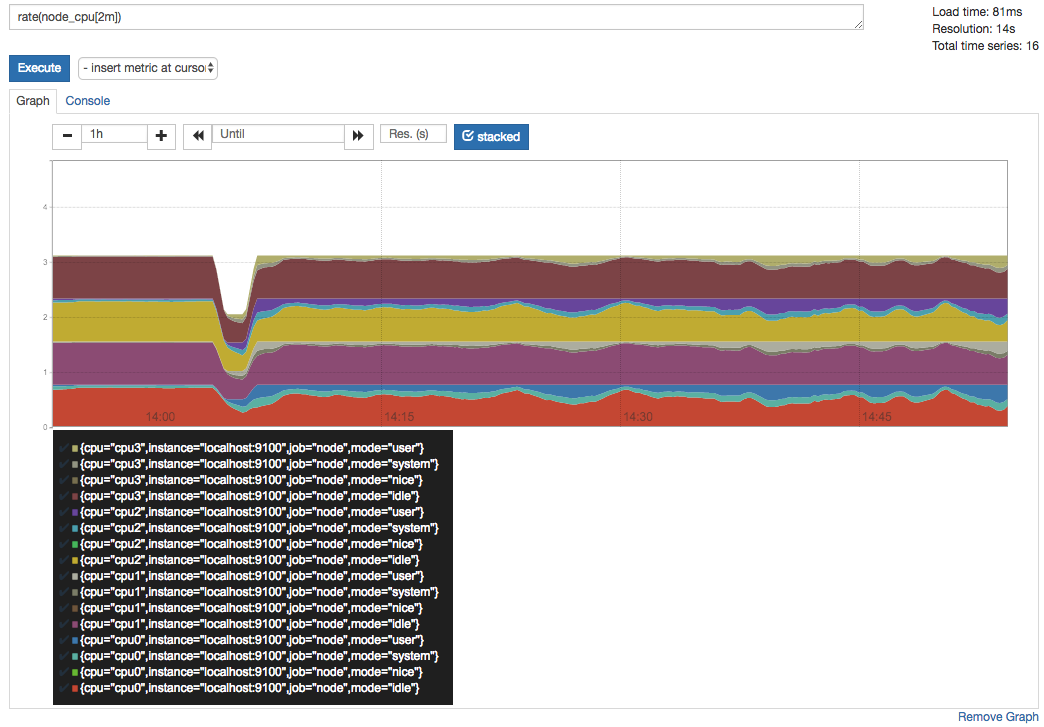 rate(node_cpu[2m])
Load time: 81ms
Resolution: 14s
Total time series: 16
Execute
- insert metric at cursor
Graph
Console
1h
Until
Res. (s)
stacked
4
3
2
1
0
14:00
14:15
14:30
14:45
{cpu="cpu3",instance="localhost:9100",job="node",mode="user"}
{cpu="cpu3",instance="localhost:9100",job="node",mode="system"}
{cpu="cpu3",instance="localhost:9100",job="node",mode="nice"}
{cpu="cpu3",instance="localhost:9100",job="node",mode="idle"}
{cpu="cpu2",instance="localhost:9100",job="node",mode="user"}
{cpu="cpu2",instance="localhost:9100",job="node",mode="system"}
{cpu="cpu2",instance="localhost:9100",job="node",mode="nice"}
{cpu="cpu2",instance="localhost:9100",job="node",mode="idle"}
{cpu="cpu1",instance="localhost:9100",job="node",mode="user"}
{cpu="cpu1",instance="localhost:9100",job="node",mode="system"}
{cpu="cpu1",instance="localhost:9100",job="node",mode="nice"}
{cpu="cpu1",instance="localhost:9100",job="node",mode="idle"}
{cpu="cpu0",instance="localhost:9100",job="node",mode="user"}
{cpu="cpu0",instance="localhost:9100",job="node",mode="system"}
{cpu="cpu0",instance="localhost:9100",job="node",mode="nice"}
{cpu="cpu0",instance="localhost:9100",job="node",mode="idle"}
Remove Graph